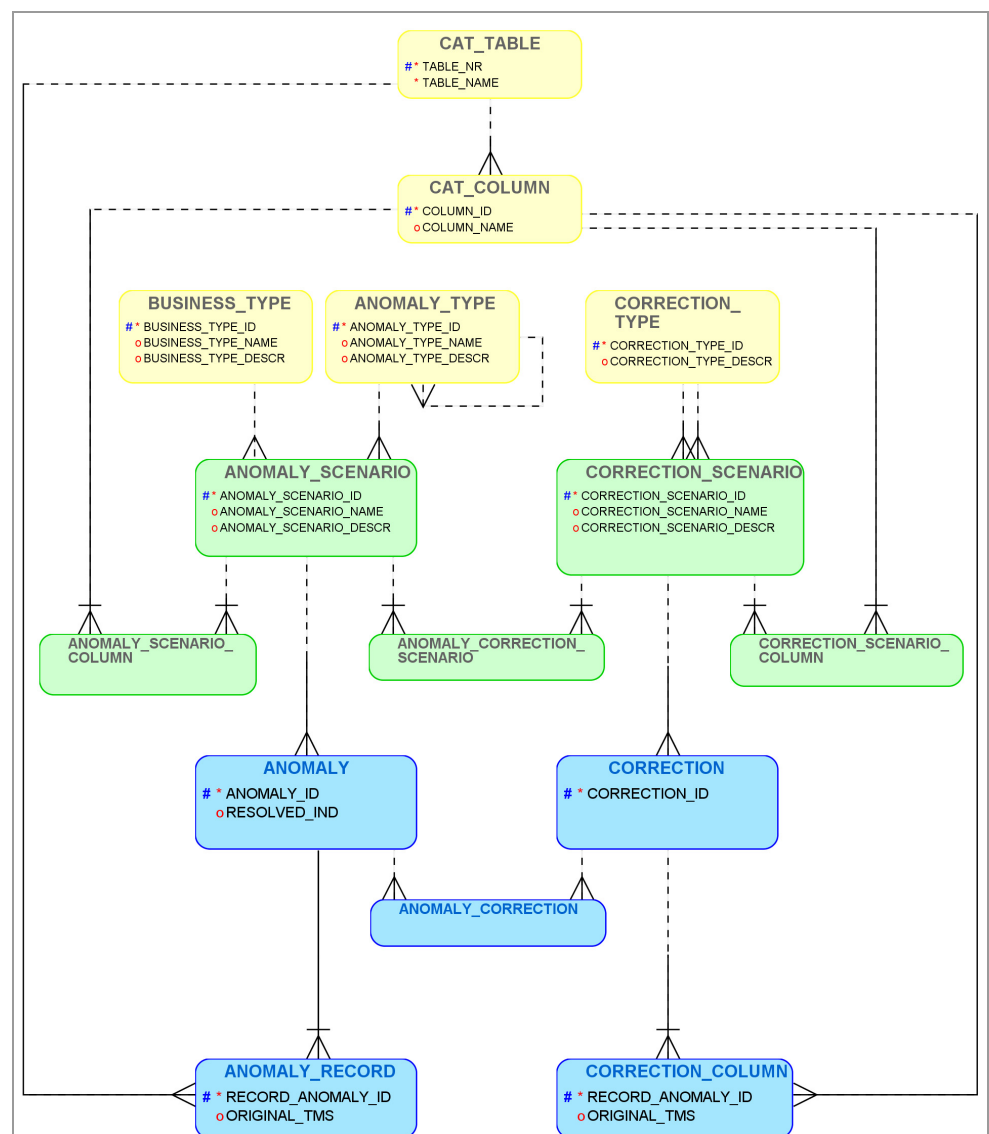 CAT_TABLE
#* TABLE_NR
* TABLE_NAME
CAT_COLUMN
#* COLUMN_ID
o COLUMN_NAME
BUSINESS_TYPE
#* BUSINESS_TYPE_ID
o BUSINESS_TYPE_NAME
o BUSINESS_TYPE_DESCR
ANOMALY_TYPE
#* ANOMALY_TYPE_ID
o ANOMALY_TYPE_NAME
o ANOMALY_TYPE_DESCR
CORRECTION_
TYPE
#* CORRECTION_TYPE_ID
o CORRECTION_TYPE_DESCR
ANOMALY_SCENARIO
#* ANOMALY_SCENARIO_ID
o ANOMALY_SCENARIO_NAME
o ANOMALY_SCENARIO_DESCR
CORRECTION_SCENARIO
#* CORRECTION_SCENARIO_ID
o CORRECTION_SCENARIO_NAME
o CORRECTION_SCENARIO_DESCR
ANOMALY_SCENARIO_
COLUMN
ANOMALY_CORRECTION_
SCENARIO
CORRECTION_SCENARIO_
COLUMN
ANOMALY
# * ANOMALY_ID
o RESOLVED_IND
CORRECTION
# * CORRECTION_ID
ANOMALY_CORRECTION
ANOMALY_RECORD
# * RECORD_ANOMALY_ID
o ORIGINAL_TMS
CORRECTION_COLUMN
# * RECORD_ANOMALY_ID
o ORIGINAL_TMS